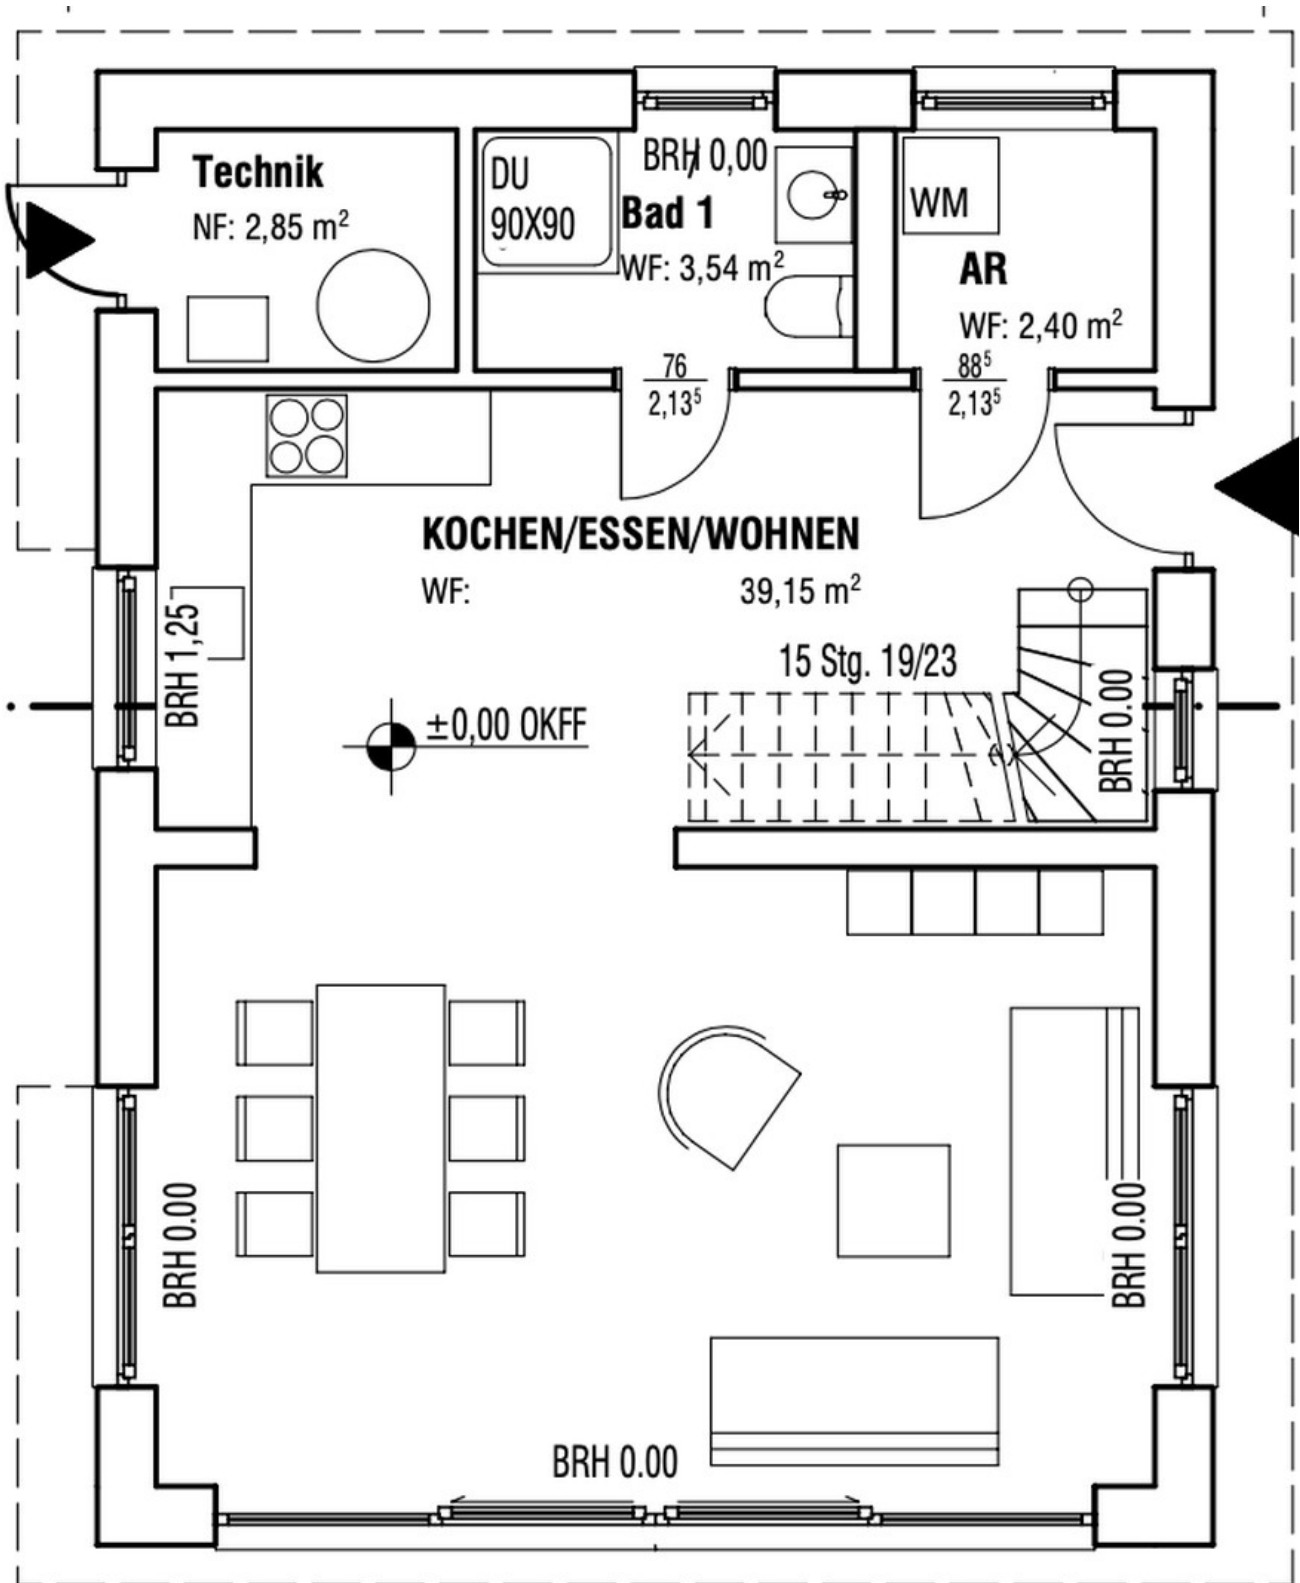 Technik
NF: 2,85 m²
DU
90X90
BRH 0,00
Bad 1
WF: 3,54 m²
WM
AR
WF: 2,40 m²
76
2,13⁵
88⁵
2,13⁵
KOCHEN/ESSEN/WOHNEN
WF: 39,15 m²
BRH 1,25
15 Stg. 19/23
BRH 0.00
±0,00 OKFF
BRH 0.00
BRH 0.00
BRH 0.00